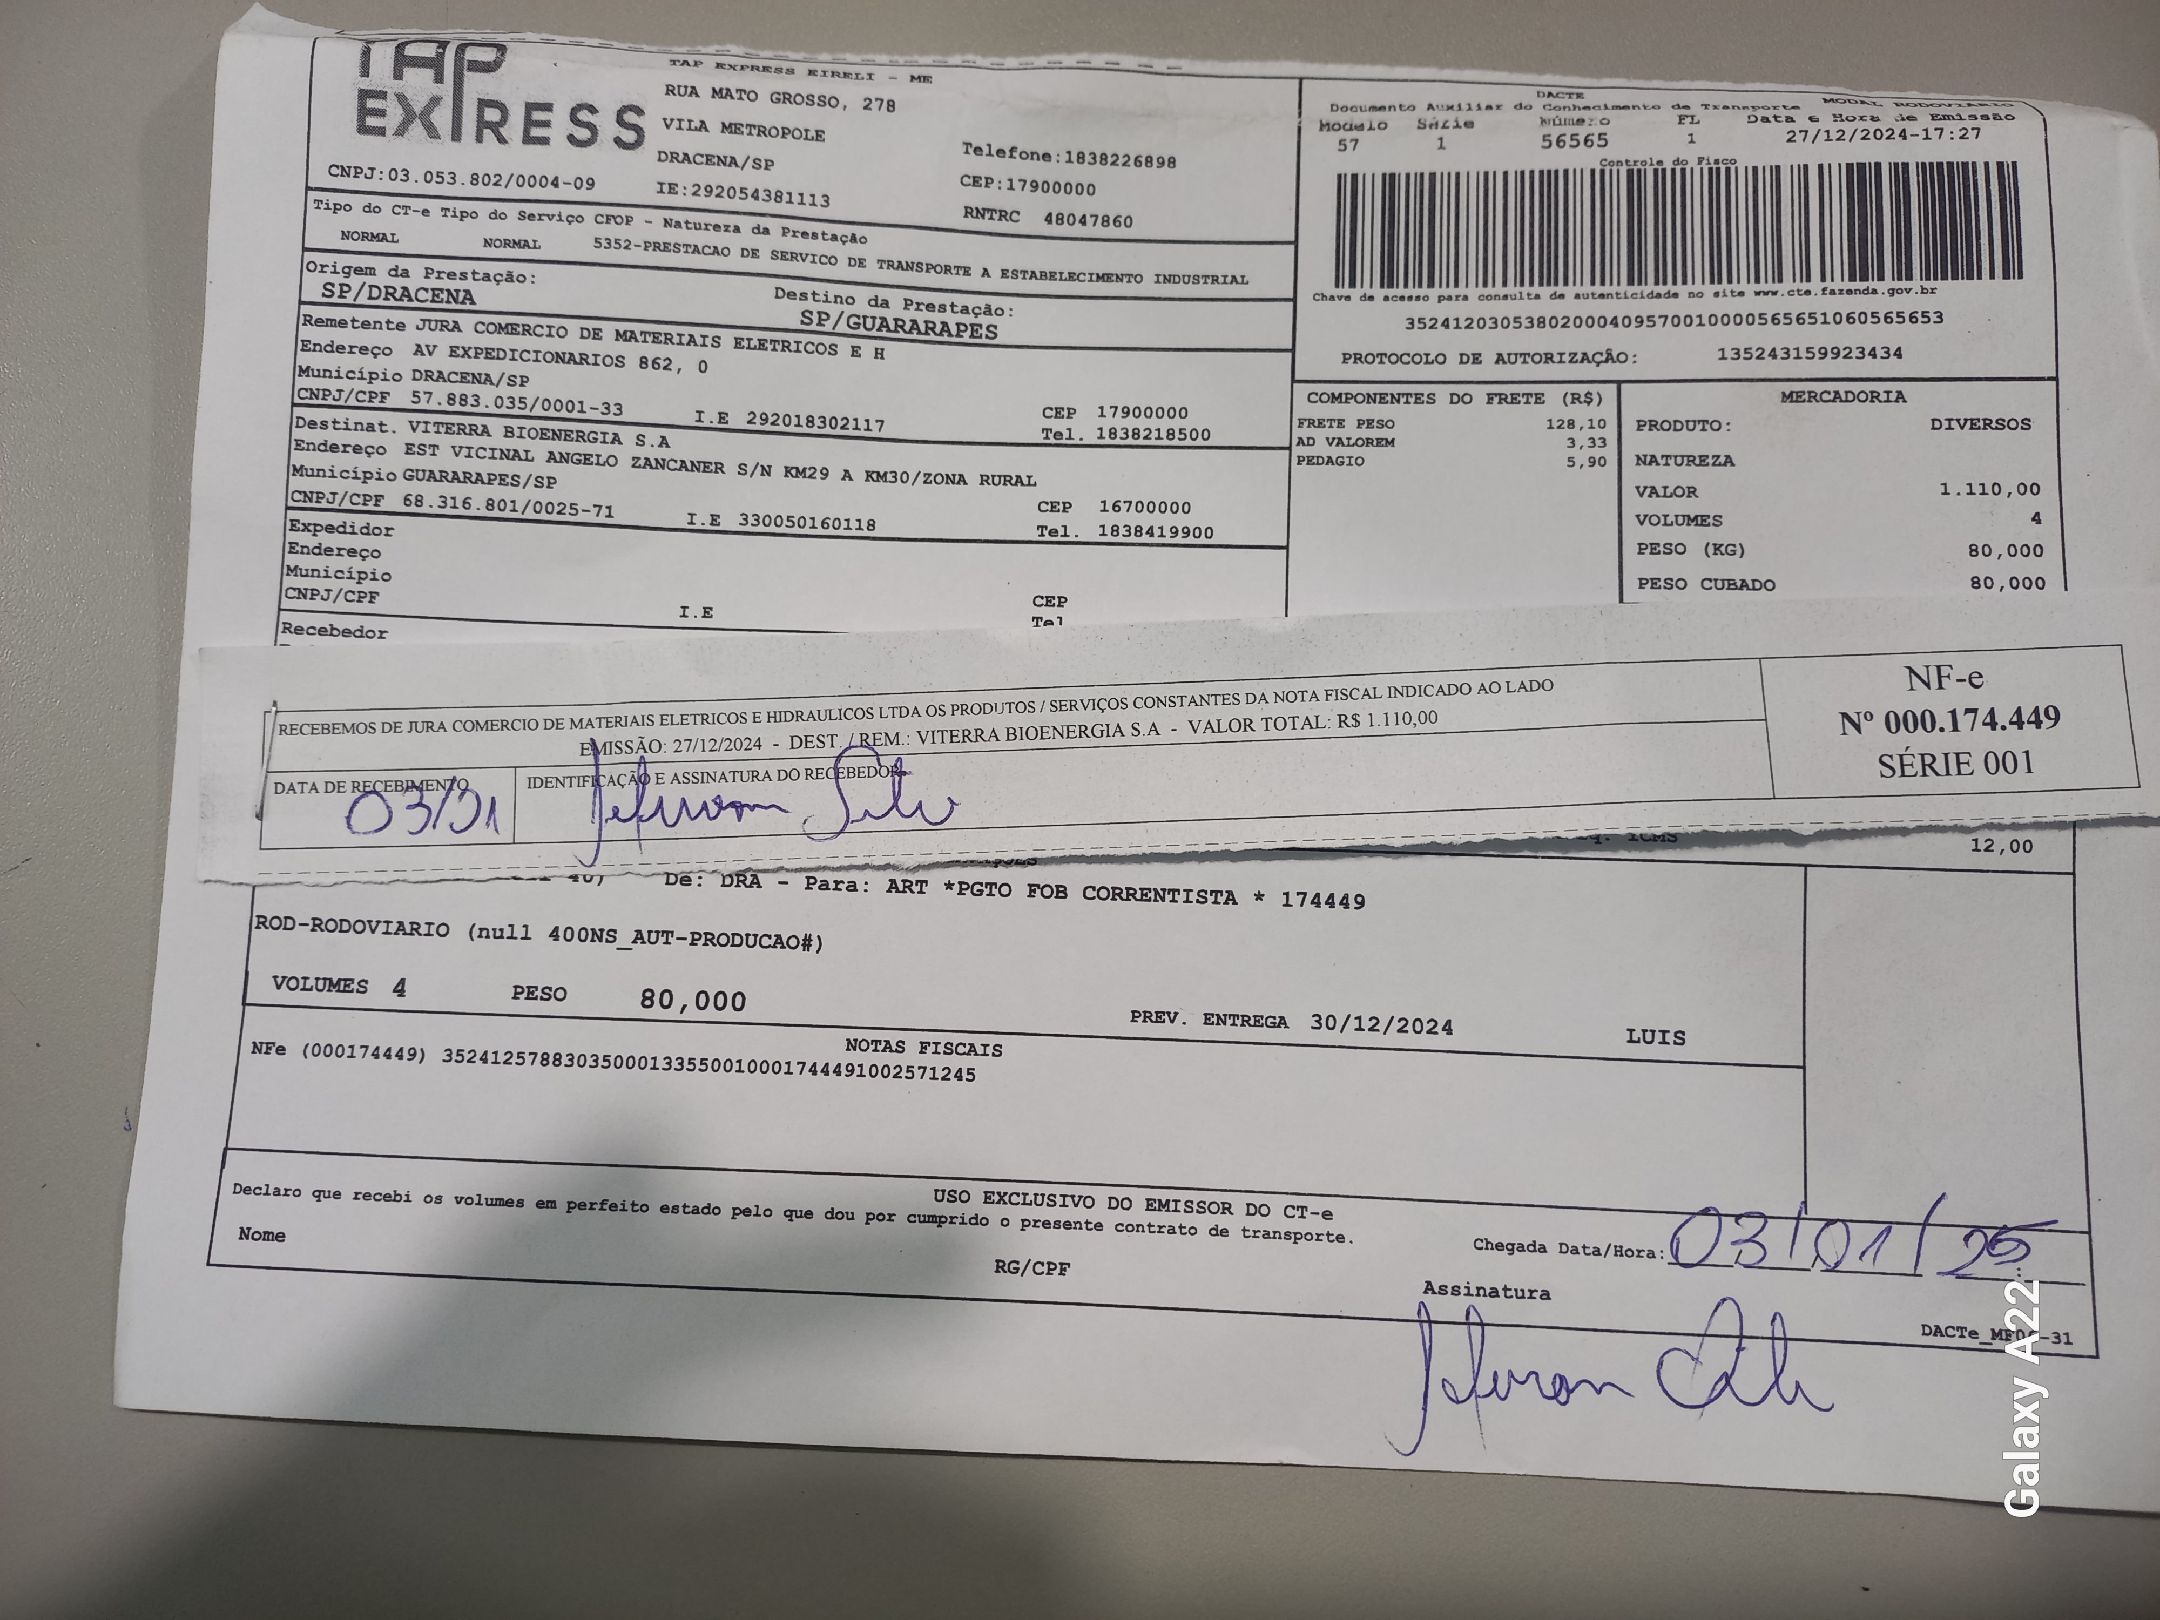 TAP
EXPRESS
TAP EXPRESS EIRELI - ME
RUA MATO GROSSO, 278
VILA METROPOLE
DRACENA/SP
Telefone:1838226898
CNPJ:03.053.802/0004-09
IE:292054381113
CEP:17900000
RNTRC 48047860
DACTE
MODAL RODOVIARIO
Documento Auxiliar do Conhecimento de Transporte
Modelo Série Número FL Data e Hora de Emissão
57 1 56565 1 27/12/2024-17:27
Controle do Fisco
Chave de acesso para consulta de autenticidade no site www.cte.fazenda.gov.br
35241203053802000409570010000565651060565653
PROTOCOLO DE AUTORIZAÇÃO: 135243159923434
Tipo do CT-e Tipo do Serviço CFOP - Natureza da Prestação
NORMAL NORMAL 5352-PRESTACAO DE SERVICO DE TRANSPORTE A ESTABELECIMENTO INDUSTRIAL
Origem da Prestação: Destino da Prestação:
SP/DRACENA SP/GUARARAPES
Remetente JURA COMERCIO DE MATERIAIS ELETRICOS E H
Endereço AV EXPEDICIONARIOS 862, 0
Município DRACENA/SP CEP 17900000
CNPJ/CPF 57.883.035/0001-33 I.E 292018302117 Tel. 1838218500
Destinat. VITERRA BIOENERGIA S.A
Endereço EST VICINAL ANGELO ZANCANER S/N KM29 A KM30/ZONA RURAL
Município GUARARAPES/SP CEP 16700000
CNPJ/CPF 68.316.801/0025-71 I.E 330050160118 Tel. 1838419900
Expedidor
Endereço
Município CEP
CNPJ/CPF I.E Tel
Recebedor
COMPONENTES DO FRETE (R$)
FRETE PESO 128,10
AD VALOREM 3,33
PEDAGIO 5,90
MERCADORIA
PRODUTO: DIVERSOS
NATUREZA
VALOR 1.110,00
VOLUMES 4
PESO (KG) 80,000
PESO CUBADO 80,000
RECEBEMOS DE JURA COMERCIO DE MATERIAIS ELETRICOS E HIDRAULICOS LTDA OS PRODUTOS / SERVIÇOS CONSTANTES DA NOTA FISCAL INDICADO AO LADO
EMISSÃO: 27/12/2024 - DEST. / REM.: VITERRA BIOENERGIA S.A - VALOR TOTAL: R$ 1.110,00
DATA DE RECEBIMENTO IDENTIFICAÇÃO E ASSINATURA DO RECEBEDOR
03/01
NF-e
Nº 000.174.449
SÉRIE 001
ICMS 12,00
De: DRA - Para: ART *PGTO FOB CORRENTISTA * 174449
ROD-RODOVIARIO (null 400NS_AUT-PRODUCAO#)
VOLUMES 4 PESO 80,000
PREV. ENTREGA 30/12/2024 LUIS
NOTAS FISCAIS
NFe (000174449) 35241257883035000133550010001744491002571245
USO EXCLUSIVO DO EMISSOR DO CT-e
Declaro que recebi os volumes em perfeito estado pelo que dou por cumprido o presente contrato de transporte.
Nome RG/CPF
Chegada Data/Hora: 03/01/25
Assinatura
Galaxy A22